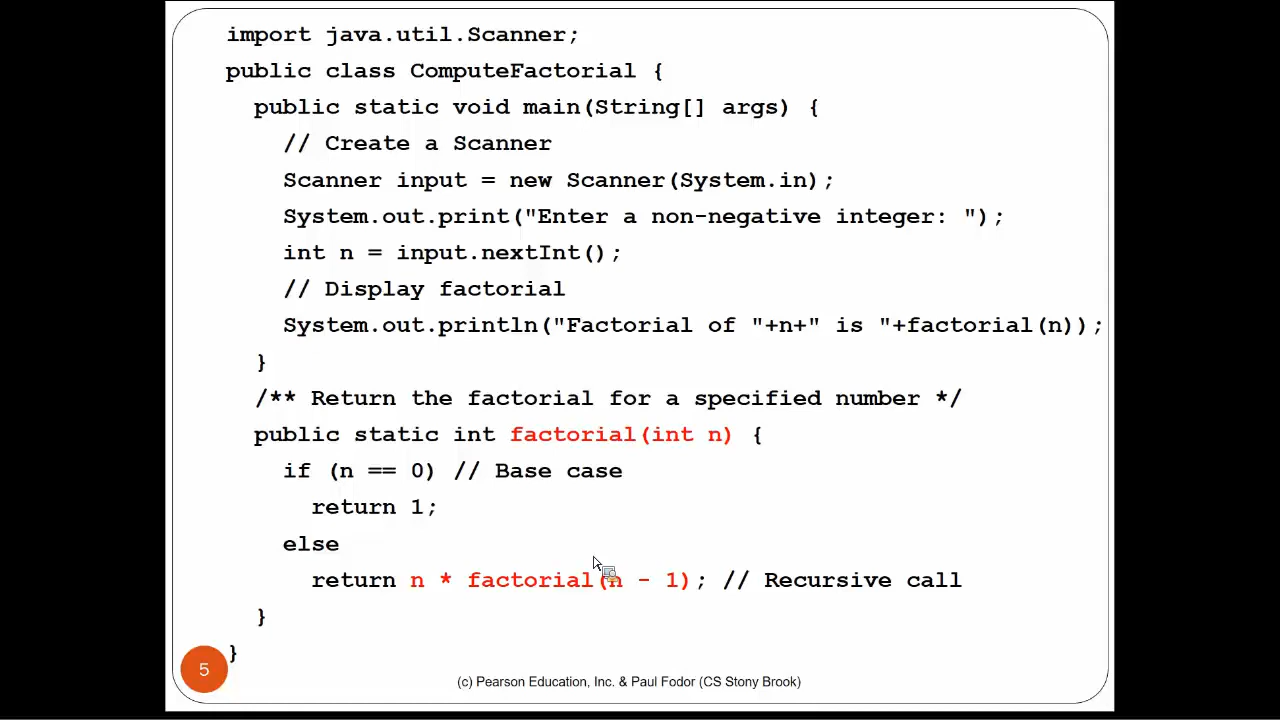 import java.util.Scanner;
public class ComputeFactorial {
public static void main(String[] args) {
// Create a Scanner
Scanner input = new Scanner(System.in);
System.out.print("Enter a non-negative integer: ");
int n = input.nextInt();
// Display factorial
System.out.println("Factorial of "+n+" is "+factorial(n));
}
/** Return the factorial for a specified number */
public static int factorial(int n) {
if (n == 0) // Base case
return 1;
else
return n * factorial(n - 1); // Recursive call
}
}
5
(c) Pearson Education, Inc. & Paul Fodor (CS Stony Brook)